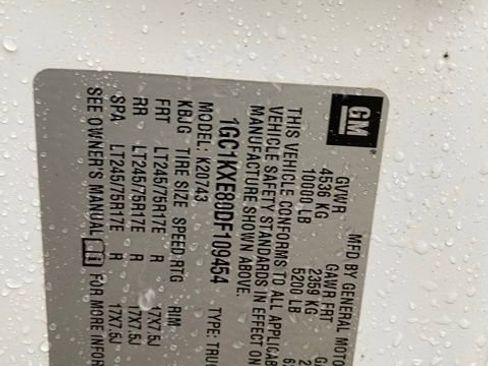 GM
MFD BY GENERAL MOTO
GVWR GAWR FRT
4536 KG 2359 KG
10000 LB 5200 LB
THIS VEHICLE CONFORMS TO ALL APPLICAB
VEHICLE SAFETY STANDARDS IN EFFECT ON
MANUFACTURE SHOWN ABOVE.
1GC1KXE80DF109454 TYPE: TRU
MODEL: K20743
KBJG TIRE SIZE SPEED RTG RIM
FRT LT245/75R17E R 17X7.5J
RR LT245/75R17E R 17X7.5J
SPA LT245/75R17E R 17X7.5J
SEE OWNER'S MANUAL FOR MORE INFOR